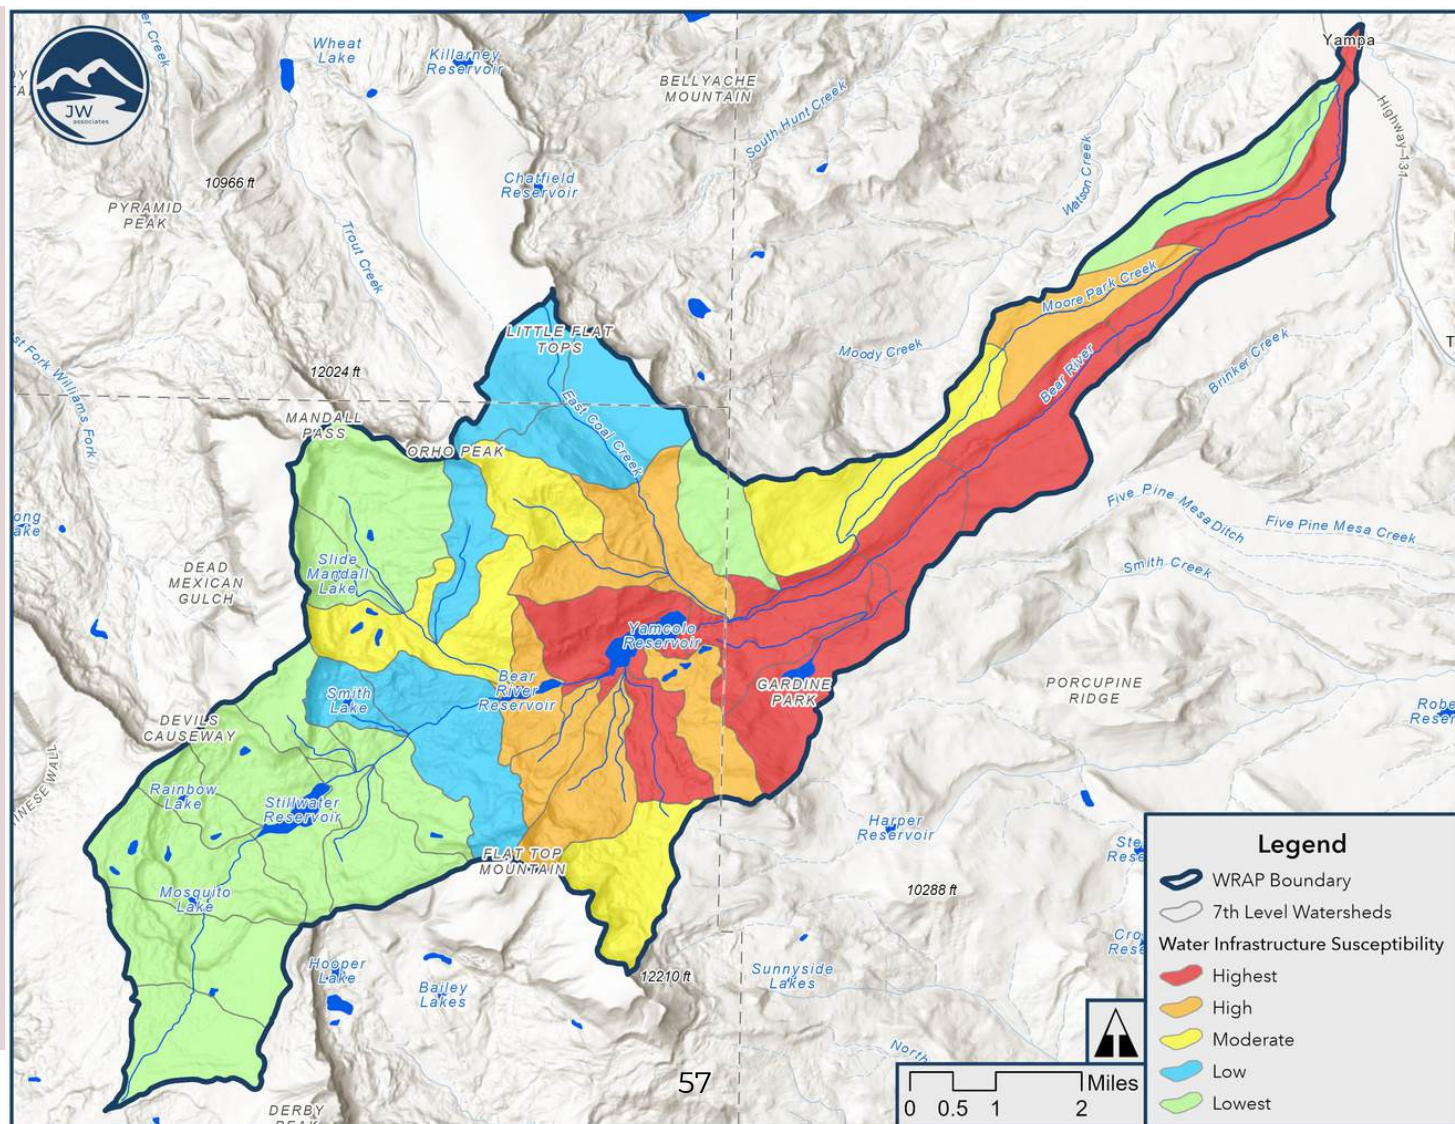 JW
associates
Wheat
Lake
Killarney
Reservoir
BELLYACHE
MOUNTAIN
South Hunt Creek
Yampa
Highway 131
10966 ft
PYRAMID
PEAK
Chatfield
Reservoir
Trout Creek
Watson Creek
Moore Park Creek
LITTLE FLAT
TOPS
Moody Creek
Bear River
Brinker Creek
12024 ft
East Coal Creek
MANDALL
PASS
ORHO PEAK
Five Pine Mesa Ditch
Five Pine Mesa Creek
Smith Creek
Slide
Mandall
Lake
DEAD
MEXICAN
GULCH
Yamcolo
Reservoir
Bear
River
Reservoir
GARDINE
PARK
PORCUPINE
RIDGE
Smith
Lake
DEVILS
CAUSEWAY
Rainbow
Lake
Stillwater
Reservoir
Harper
Reservoir
FLAT TOP
MOUNTAIN
Mosquito
Lake
10288 ft
Hooper
Lake
Bailey
Lakes
12210 ft
Sunnyside
Lakes
North
DERBY
57
Legend
WRAP Boundary
7th Level Watersheds
Water Infrastructure Susceptibility
Highest
High
Moderate
Low
Lowest
Miles
0 0.5 1 2